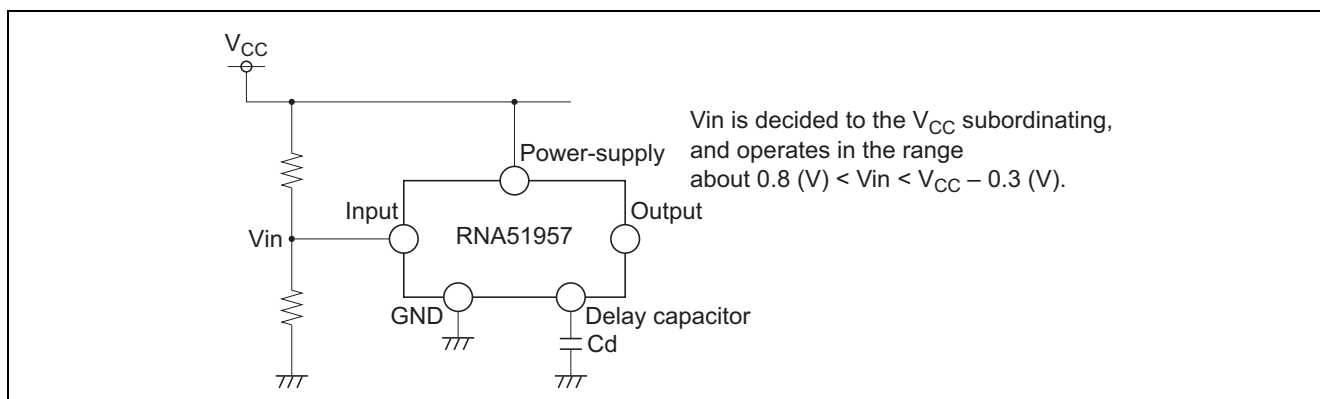 VCC
Vin is decided to the VCC subordinating,
and operates in the range
about 0.8 (V) < Vin < VCC – 0.3 (V).
Power-supply
Input
Output
Vin
RNA51957
GND
Delay capacitor
Cd